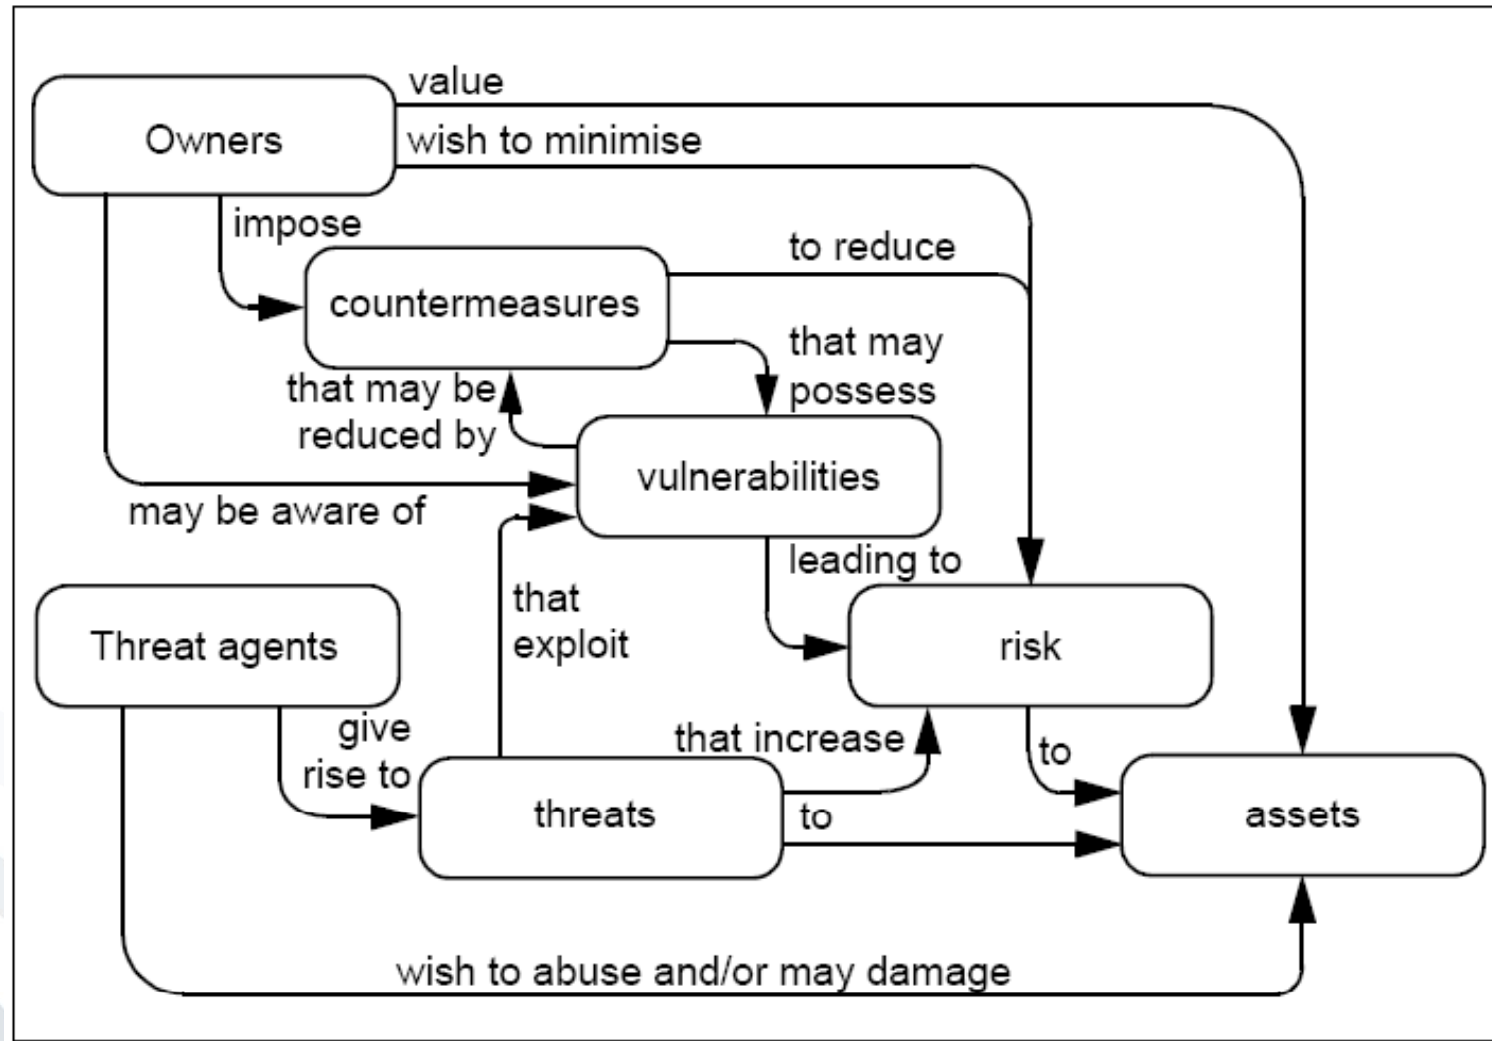 value
Owners
wish to minimise
impose
to reduce
countermeasures
that may
possess
that may be
reduced by
vulnerabilities
may be aware of
leading to
that
exploit
Threat agents
risk
give
rise to
that increase
to
threats
to
assets
wish to abuse and/or may damage